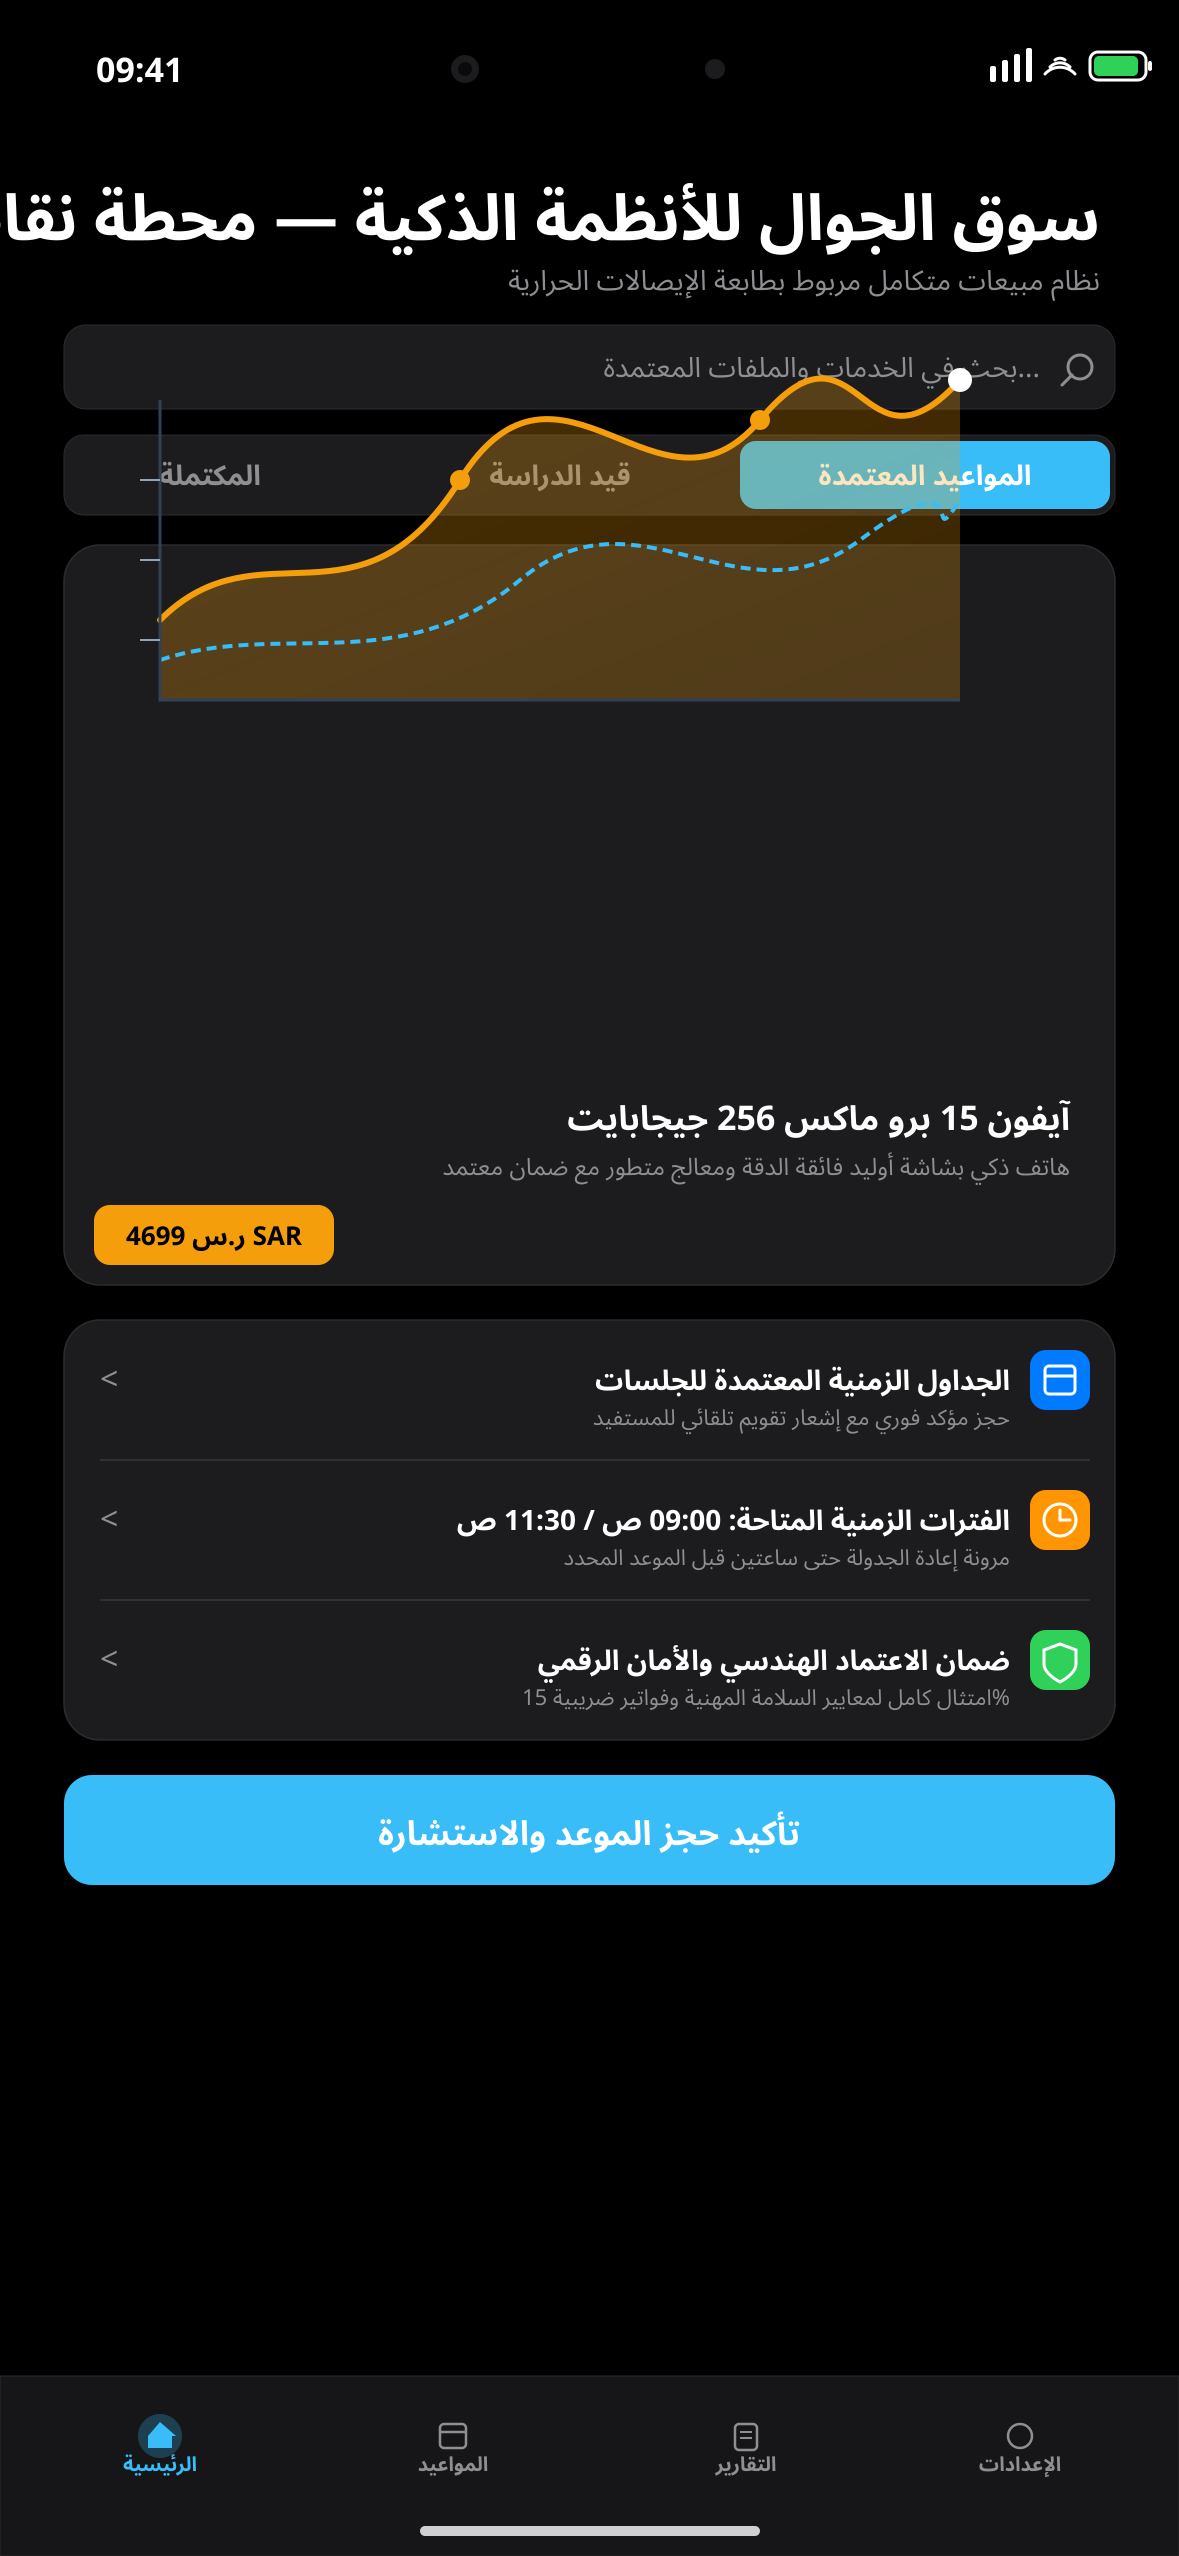 09:41
سوق الجوال للأنظمة الذكية — محطة
نظام مبيعات متكامل مربوط بطابعة الإيصالات الحرارية
بحث في الخدمات والملفات المعتمدة...
المواعيد المعتمدة
قيد الدراسة
المكتملة
آيفون 15 برو ماكس 256 جيجابايت
هاتف ذكي بشاشة أوليد فائقة الدقة ومعالج متطور مع ضمان معتمد
4699 ر.س SAR
الجداول الزمنية المعتمدة للجلسات
حجز مؤكد فوري مع إشعار تقويم تلقائي للمستفيد
الفترات الزمنية المتاحة: 09:00 ص / 11:30 ص
مرونة إعادة الجدولة حتى ساعتين قبل الموعد المحدد
ضمان الاعتماد الهندسي والأمان الرقمي
امتثال كامل لمعايير السلامة المهنية وفواتير ضريبية 15%
تأكيد حجز الموعد والاستشارة
الإعدادات
التقارير
المواعيد
الرئيسية